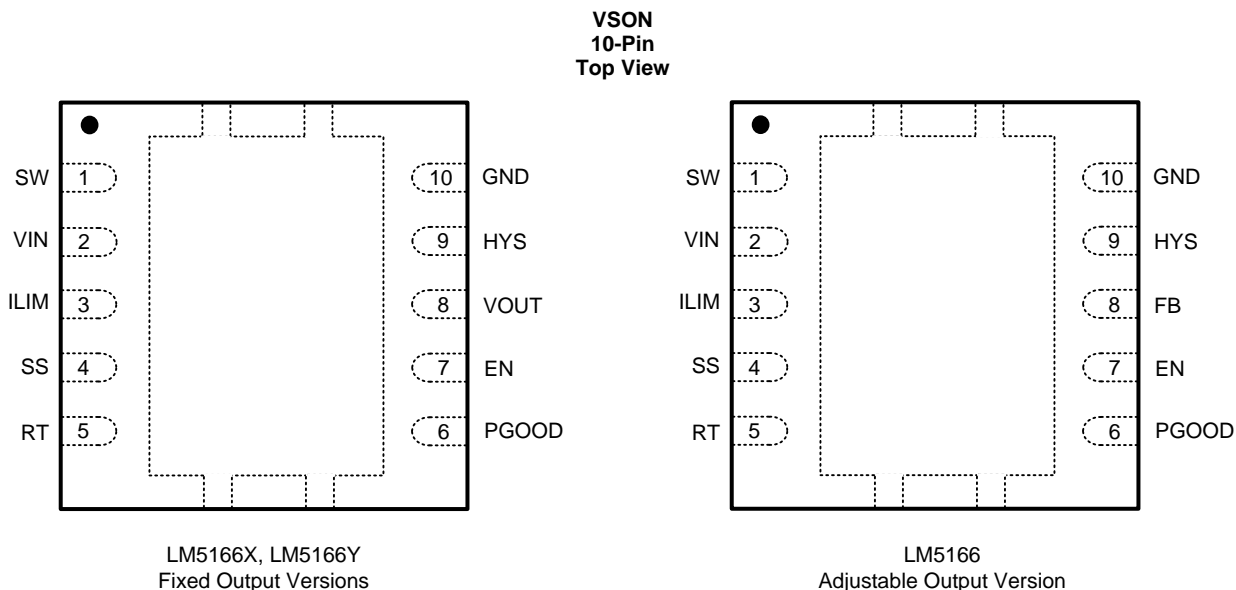 VSON
10-Pin
Top View
SW 1 10 GND
VIN 2 9 HYS
ILIM 3 8 VOUT
SS 4 7 EN
RT 5 6 PGOOD
LM5166X, LM5166Y
Fixed Output Versions
SW 1 10 GND
VIN 2 9 HYS
ILIM 3 8 FB
SS 4 7 EN
RT 5 6 PGOOD
LM5166
Adjustable Output Version